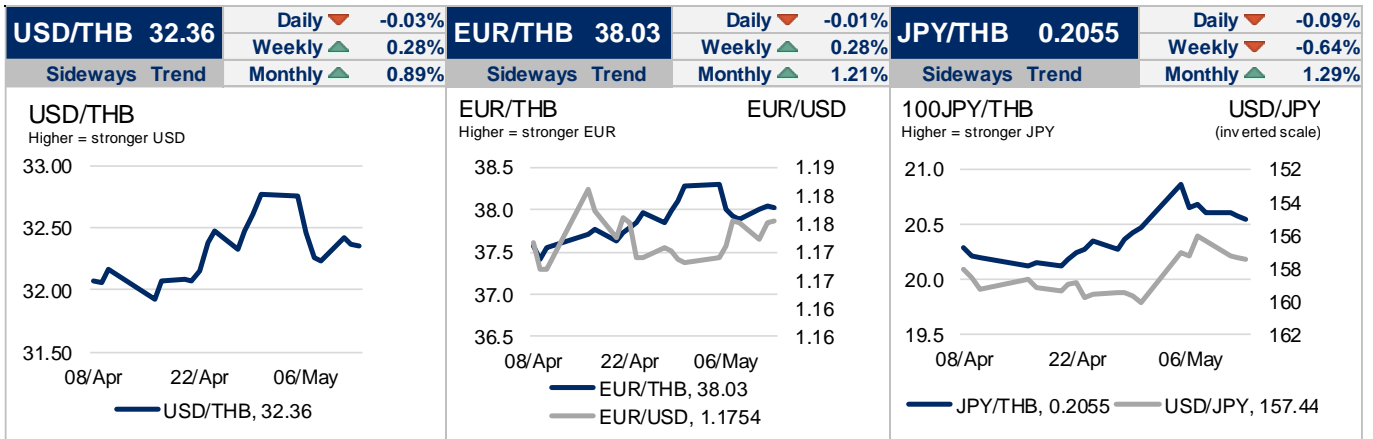 USD/THB 32.36
Daily -0.03%
Weekly 0.28%
Sideways Trend
Monthly 0.89%
USD/THB
Higher = stronger USD
33.00
32.50
32.00
31.50
08/Apr 22/Apr 06/May
USD/THB, 32.36
EUR/THB 38.03
Daily -0.01%
Weekly 0.28%
Sideways Trend
Monthly 1.21%
EUR/THB EUR/USD
Higher = stronger EUR
38.5 1.19
38.0 1.18
37.5 1.18
37.0 1.17
36.5 1.17
1.16
1.16
08/Apr 22/Apr 06/May
EUR/THB, 38.03
EUR/USD, 1.1754
JPY/THB 0.2055
Daily -0.09%
Weekly -0.64%
Sideways Trend
Monthly 1.29%
100JPY/THB USD/JPY
Higher = stronger JPY (inverted scale)
21.0 152
20.5 154
20.0 156
19.5 158
160
162
08/Apr 22/Apr 06/May
JPY/THB, 0.2055 USD/JPY, 157.44